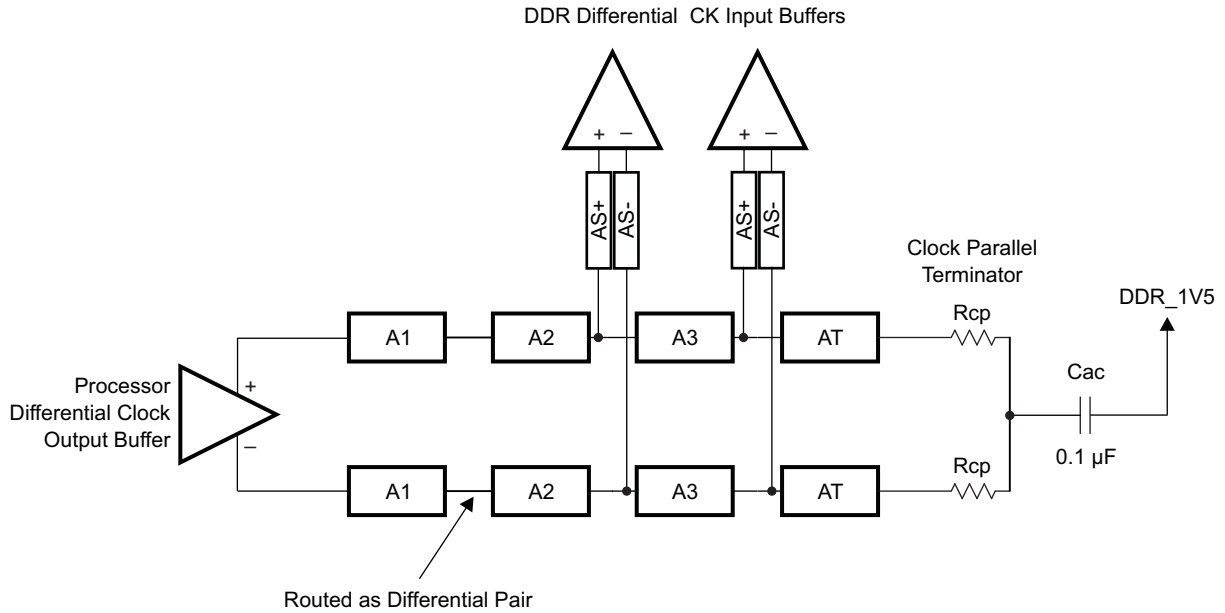 DDR Differential CK Input Buffers
+ − + −
AS+ AS- AS+ AS-
Clock Parallel
Terminator
DDR_1V5
Rcp
A1 A2 A3 AT
Cac
Processor
Differential Clock
Output Buffer
+
−
0.1 µF
Rcp
A1 A2 A3 AT
Routed as Differential Pair